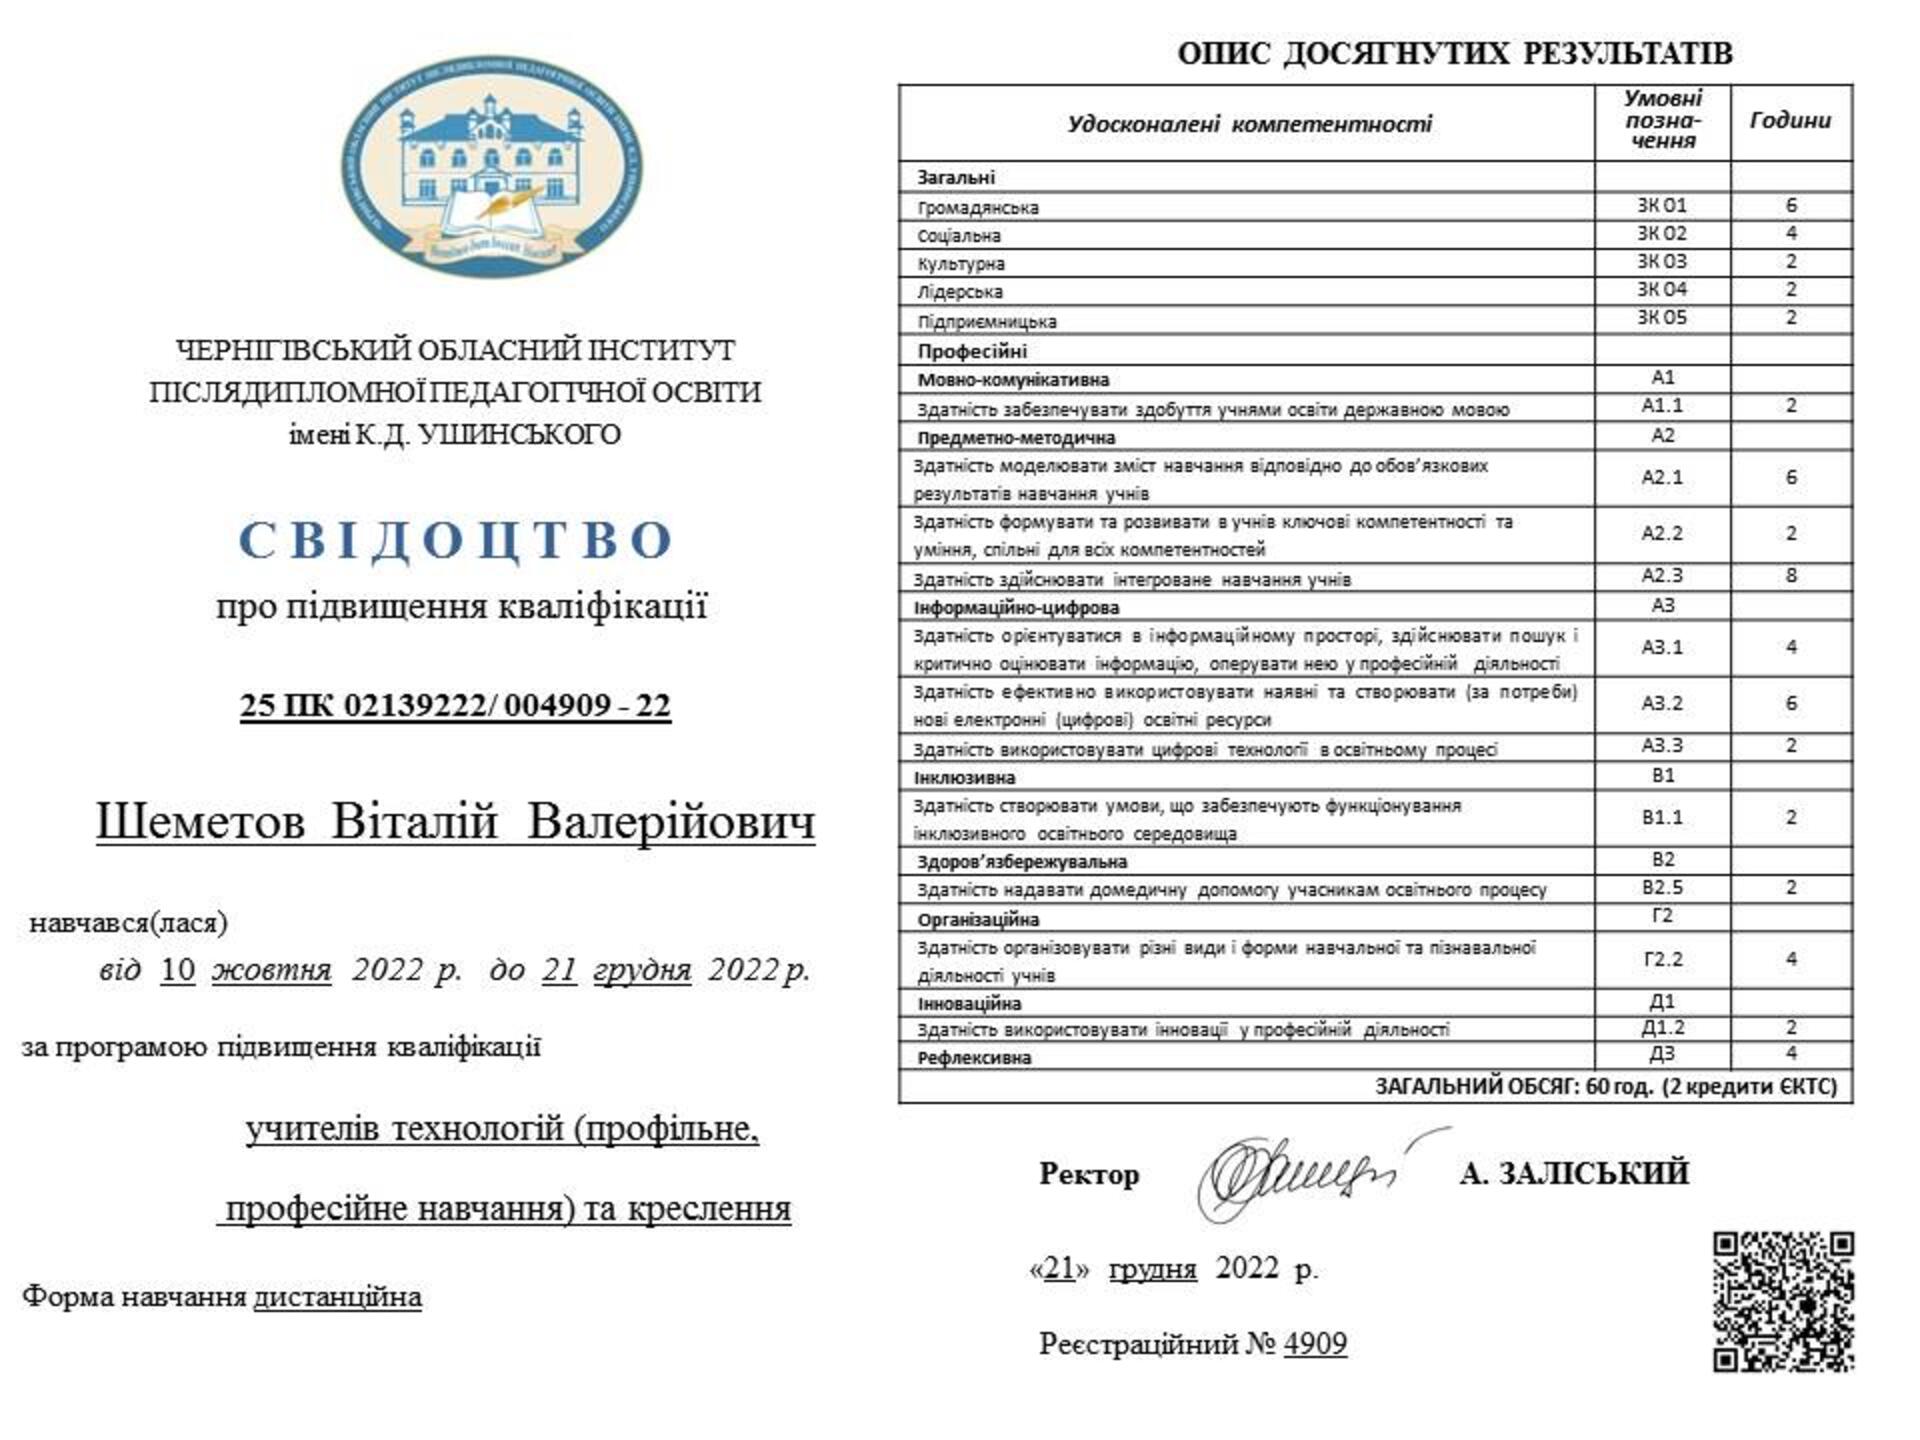 ЧЕРНІГІВСЬКИЙ ОБЛАСНИЙ ІНСТИТУТ
ПІСЛЯДИПЛОМНОЇ ПЕДАГОГІЧНОЇ ОСВІТИ
імені К.Д. УШИНСЬКОГО
СВІДОЦТВО
про підвищення кваліфікації
25 ПК 02139222/ 004909 - 22
Шеметов Віталій Валерійович
навчався(лася)
від 10 жовтня 2022 р. до 21 грудня 2022 р.
за програмою підвищення кваліфікації
учителів технологій (профільне,
професійне навчання) та креслення
Форма навчання дистанційна
ОПИС ДОСЯГНУТИХ РЕЗУЛЬТАТІВ
Удосконалені компетентності Умовні позна-чення Години
Загальні
Громадянська ЗК 01 6
Соціальна ЗК 02 4
Культурна ЗК 03 2
Лідерська ЗК 04 2
Підприємницька ЗК 05 2
Професійні
Мовно-комунікативна А1
Здатність забезпечувати здобуття учнями освіти державною мовою А1.1 2
Предметно-методична А2
Здатність моделювати зміст навчання відповідно до обов’язкових
результатів навчання учнів А2.1 6
Здатність формувати та розвивати в учнів ключові компетентності та
уміння, спільні для всіх компетентностей А2.2 2
Здатність здійснювати інтегроване навчання учнів А2.3 8
Інформаційно-цифрова А3
Здатність орієнтуватися в інформаційному просторі, здійснювати пошук і
критично оцінювати інформацію, оперувати нею у професійній діяльності А3.1 4
Здатність ефективно використовувати наявні та створювати (за потреби)
нові електронні (цифрові) освітні ресурси А3.2 6
Здатність використовувати цифрові технології в освітньому процесі А3.3 2
Інклюзивна В1
Здатність створювати умови, що забезпечують функціонування
інклюзивного освітнього середовища В1.1 2
Здоров’язбережувальна В2
Здатність надавати домедичну допомогу учасникам освітнього процесу В2.5 2
Організаційна Г2
Здатність організовувати різні види і форми навчальної та пізнавальної
діяльності учнів Г2.2 4
Інноваційна Д1
Здатність використовувати інновації у професійній діяльності Д1.2 2
Рефлексивна Д3 4
ЗАГАЛЬНИЙ ОБСЯГ: 60 год. (2 кредити ЄКТС)
Ректор А. ЗАЛІСЬКИЙ
«21» грудня 2022 р.
Реєстраційний № 4909